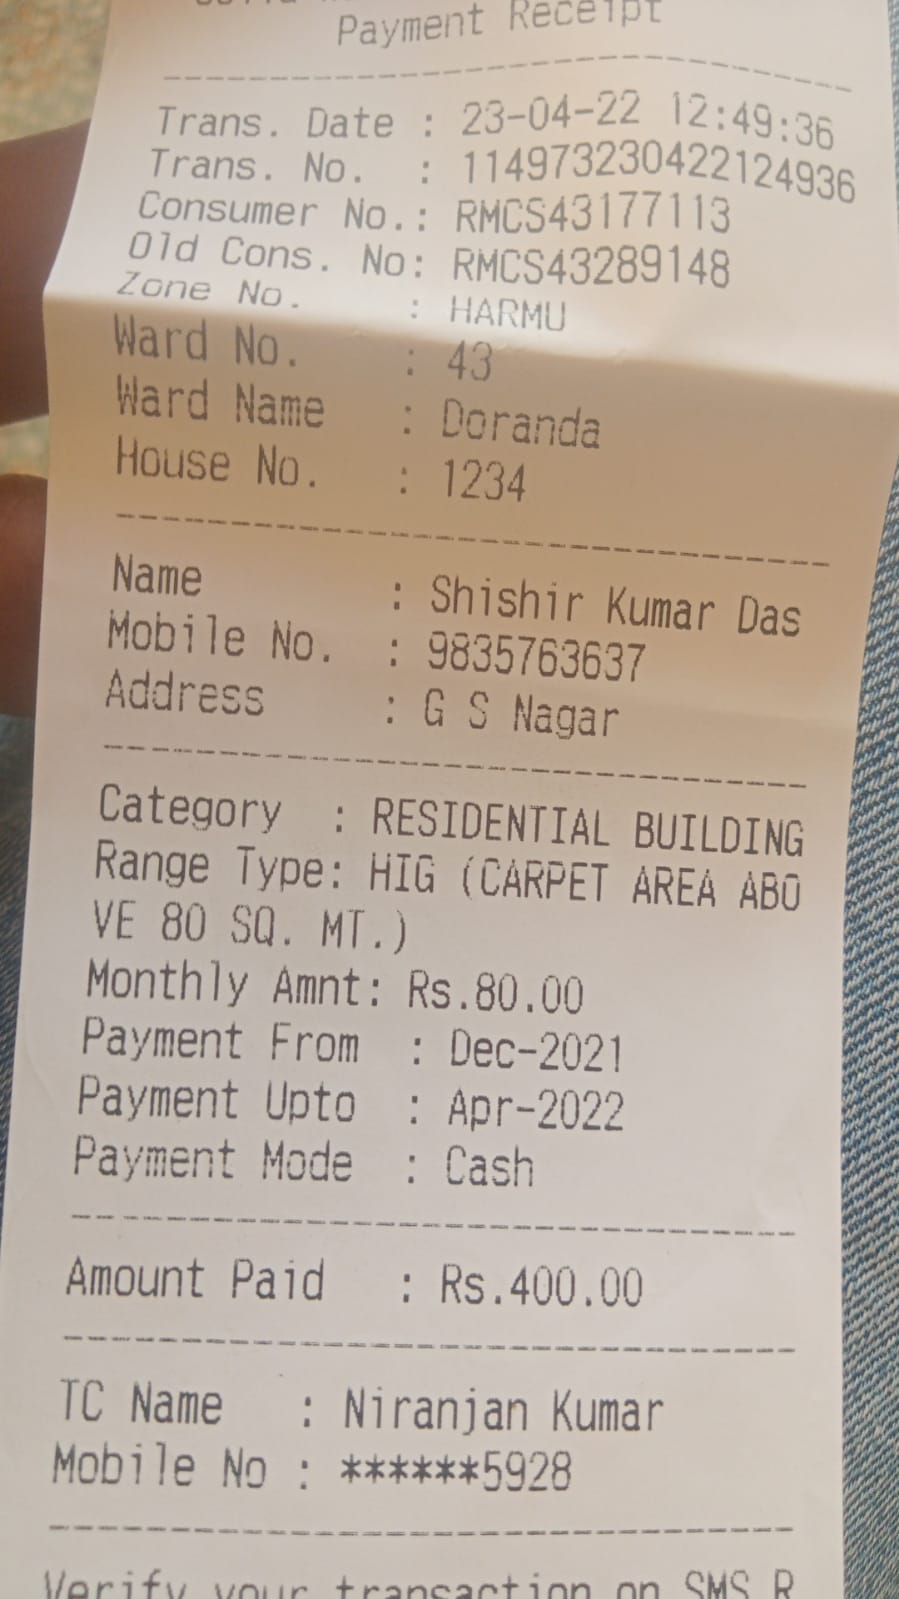 Payment Receipt
Trans. Date : 23-04-22 12:49:36
Trans. No. : 114973230422124936
Consumer No.: RMCS43177113
Old Cons. No: RMCS43289148
Zone No. : HARMU
Ward No. : 43
Ward Name : Doranda
House No. : 1234
Name : Shishir Kumar Das
Mobile No. : 9835763637
Address : G S Nagar
Category : RESIDENTIAL BUILDING
Range Type: HIG (CARPET AREA ABO
VE 80 SQ. MT.)
Monthly Amnt: Rs.80.00
Payment From : Dec-2021
Payment Upto : Apr-2022
Payment Mode : Cash
Amount Paid : Rs.400.00
TC Name : Niranjan Kumar
Mobile No : ******5928
Verify your transaction on SMS R